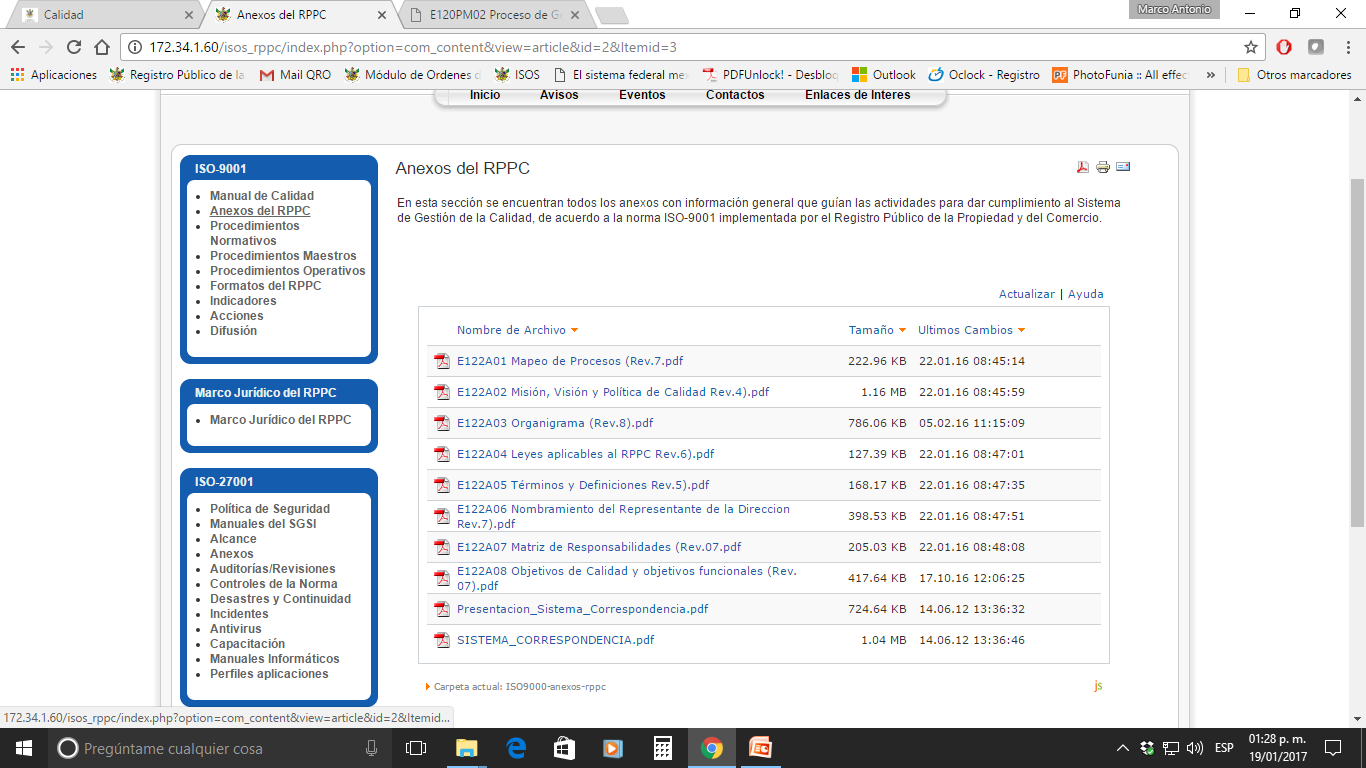 Calidad
Anexos del RPPC
E120PM02 Proceso de Ge
Marco Antonio
172.34.1.60/isos_rppc/index.php?option=com_content&view=article&id=2&Itemid=3
Aplicaciones
Registro Público de la
Mail QRO
Módulo de Ordenes d
ISOS
El sistema federal me
PDFUnlock! - Desbloq
Outlook
Oclock - Registro
PhotoFunia :: All effec
»
Otros marcadores
Inicio
Avisos
Eventos
Contactos
Enlaces de Interes
ISO-9001
Manual de Calidad
Anexos del RPPC
Procedimientos
Normativos
Procedimientos Maestros
Procedimientos Operativos
Formatos del RPPC
Indicadores
Acciones
Difusión
Marco Jurídico del RPPC
Marco Jurídico del RPPC
ISO-27001
Política de Seguridad
Manuales del SGSI
Alcance
Anexos
Auditorías/Revisiones
Controles de la Norma
Desastres y Continuidad
Incidentes
Antivirus
Capacitación
Manuales Informáticos
Perfiles aplicaciones
Anexos del RPPC
En esta sección se encuentran todos los anexos con información general que guían las actividades para dar cumplimiento al Sistema
de Gestión de la Calidad, de acuerdo a la norma ISO-9001 implementada por el Registro Público de la Propiedad y del Comercio.
Actualizar | Ayuda
Nombre de Archivo Tamaño Ultimos Cambios
E122A01 Mapeo de Procesos (Rev.7.pdf 222.96 KB 22.01.16 08:45:14
E122A02 Misión, Visión y Política de Calidad Rev.4).pdf 1.16 MB 22.01.16 08:45:59
E122A03 Organigrama (Rev.8).pdf 786.06 KB 05.02.16 11:15:09
E122A04 Leyes aplicables al RPPC Rev.6).pdf 127.39 KB 22.01.16 08:47:01
E122A05 Términos y Definiciones Rev.5).pdf 168.17 KB 22.01.16 08:47:35
E122A06 Nombramiento del Representante de la Direccion
Rev.7).pdf 398.53 KB 22.01.16 08:47:51
E122A07 Matriz de Responsabilidades (Rev.07.pdf 205.03 KB 22.01.16 08:48:08
E122A08 Objetivos de Calidad y objetivos funcionales (Rev.
07).pdf 417.64 KB 17.10.16 12:06:25
Presentacion_Sistema_Correspondencia.pdf 724.64 KB 14.06.12 13:36:32
SISTEMA_CORRESPONDENCIA.pdf 1.04 MB 14.06.12 13:36:46
Carpeta actual: ISO9000-anexos-rppc
js
172.34.1.60/isos_rppc/index.php?option=com_content&view=article&id=2&Itemid...
Pregúntame cualquier cosa
ESP
01:28 p. m.
19/01/2017